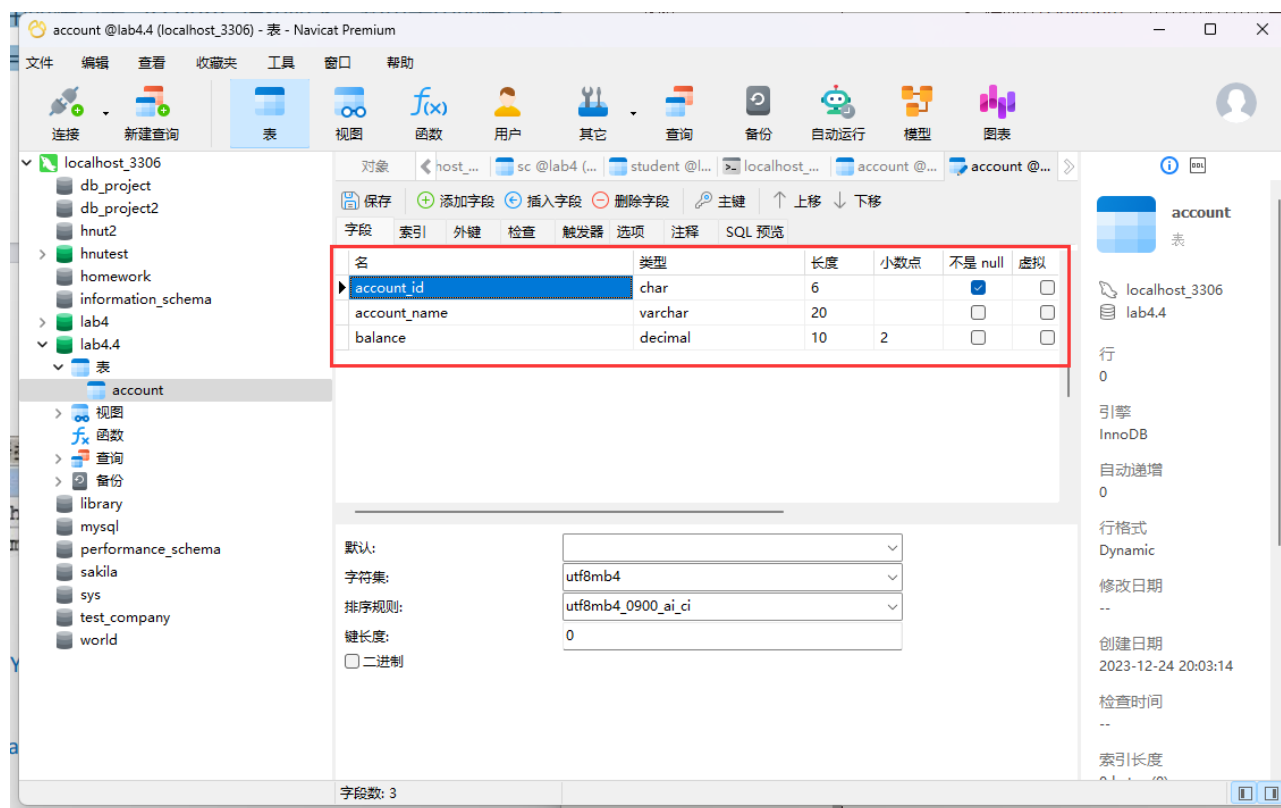 account @lab4.4 (localhost_3306) - 表 - Navicat Premium
文件 编辑 查看 收藏夹 工具 窗口 帮助
连接 新建查询 表 视图 函数 用户 其它 查询 备份 自动运行 模型 图表
localhost_3306
db_project
db_project2
hnut2
hnutest
homework
information_schema
lab4
lab4.4
表
account
视图
函数
查询
备份
library
mysql
performance_schema
sakila
sys
test_company
world
对象 host_... sc @lab4 (... student @l... localhost_... account @... account @...
保存 添加字段 插入字段 删除字段 主键 上移 下移
字段 索引 外键 检查 触发器 选项 注释 SQL 预览
名 类型 长度 小数点 不是 null 虚拟
account_id char 6
account_name varchar 20
balance decimal 10 2
默认:
字符集: utf8mb4
排序规则: utf8mb4_0900_ai_ci
键长度: 0
二进制
字段数: 3
DDL
account
表
localhost_3306
lab4.4
行
0
引擎
InnoDB
自动递增
0
行格式
Dynamic
修改日期
--
创建日期
2023-12-24 20:03:14
检查时间
--
索引长度